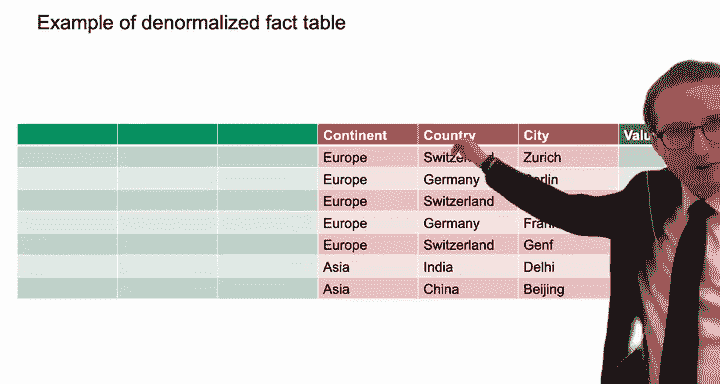 Example of denormalized fact table
Continent Country City
Europe Zurich
Europe Germany
Europe Switzerland
Europe Germany
Europe Switzerland Genf
Asia India Delhi
Asia China Beijing